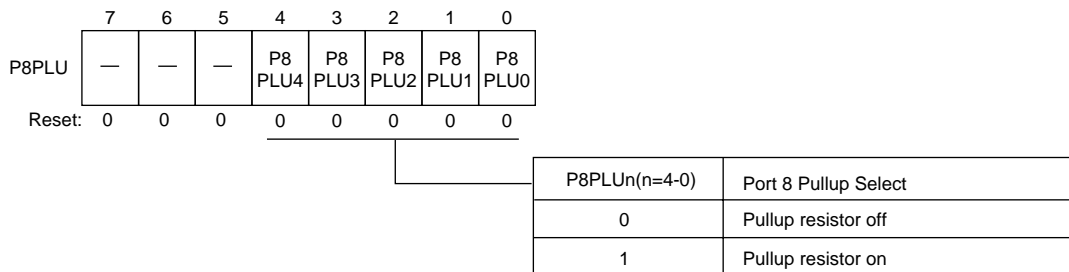 7 6 5 4 3 2 1 0
P8PLU — — — P8 PLU4 P8 PLU3 P8 PLU2 P8 PLU1 P8 PLU0
Reset: 0 0 0 0 0 0 0 0
P8PLUn(n=4-0) Port 8 Pullup Select
0 Pullup resistor off
1 Pullup resistor on